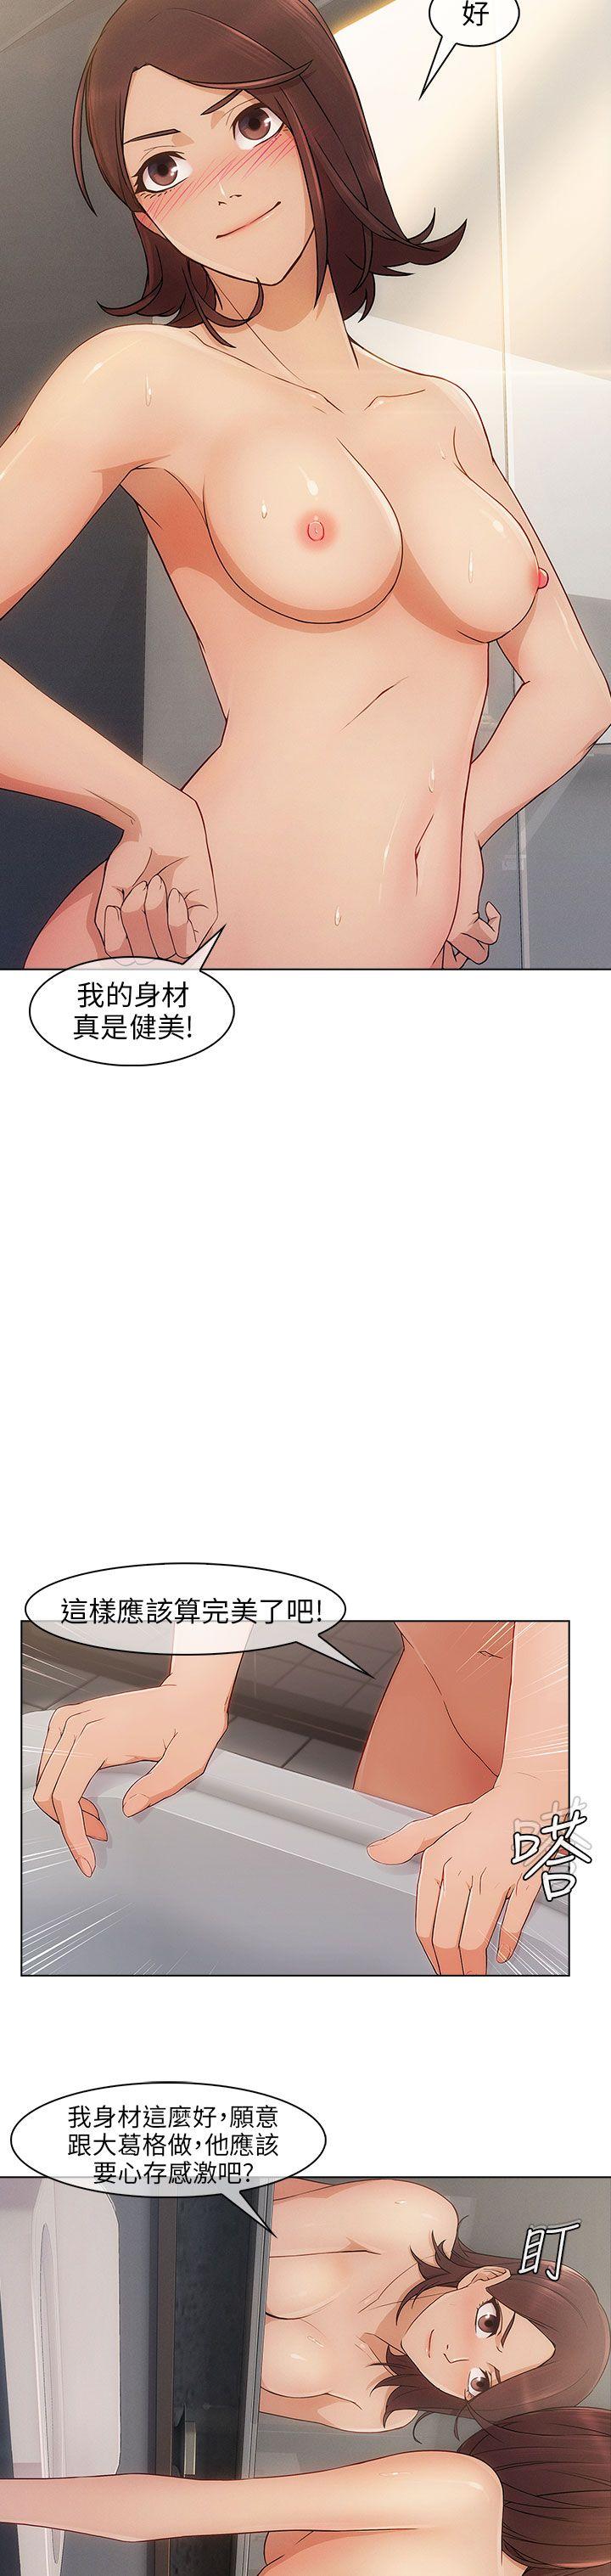 好
我的身材
真是健美!
這樣應該算完美了吧!
嗒
我身材這麼好,願意
跟大葛格做,他應該
要心存感激吧?
盯